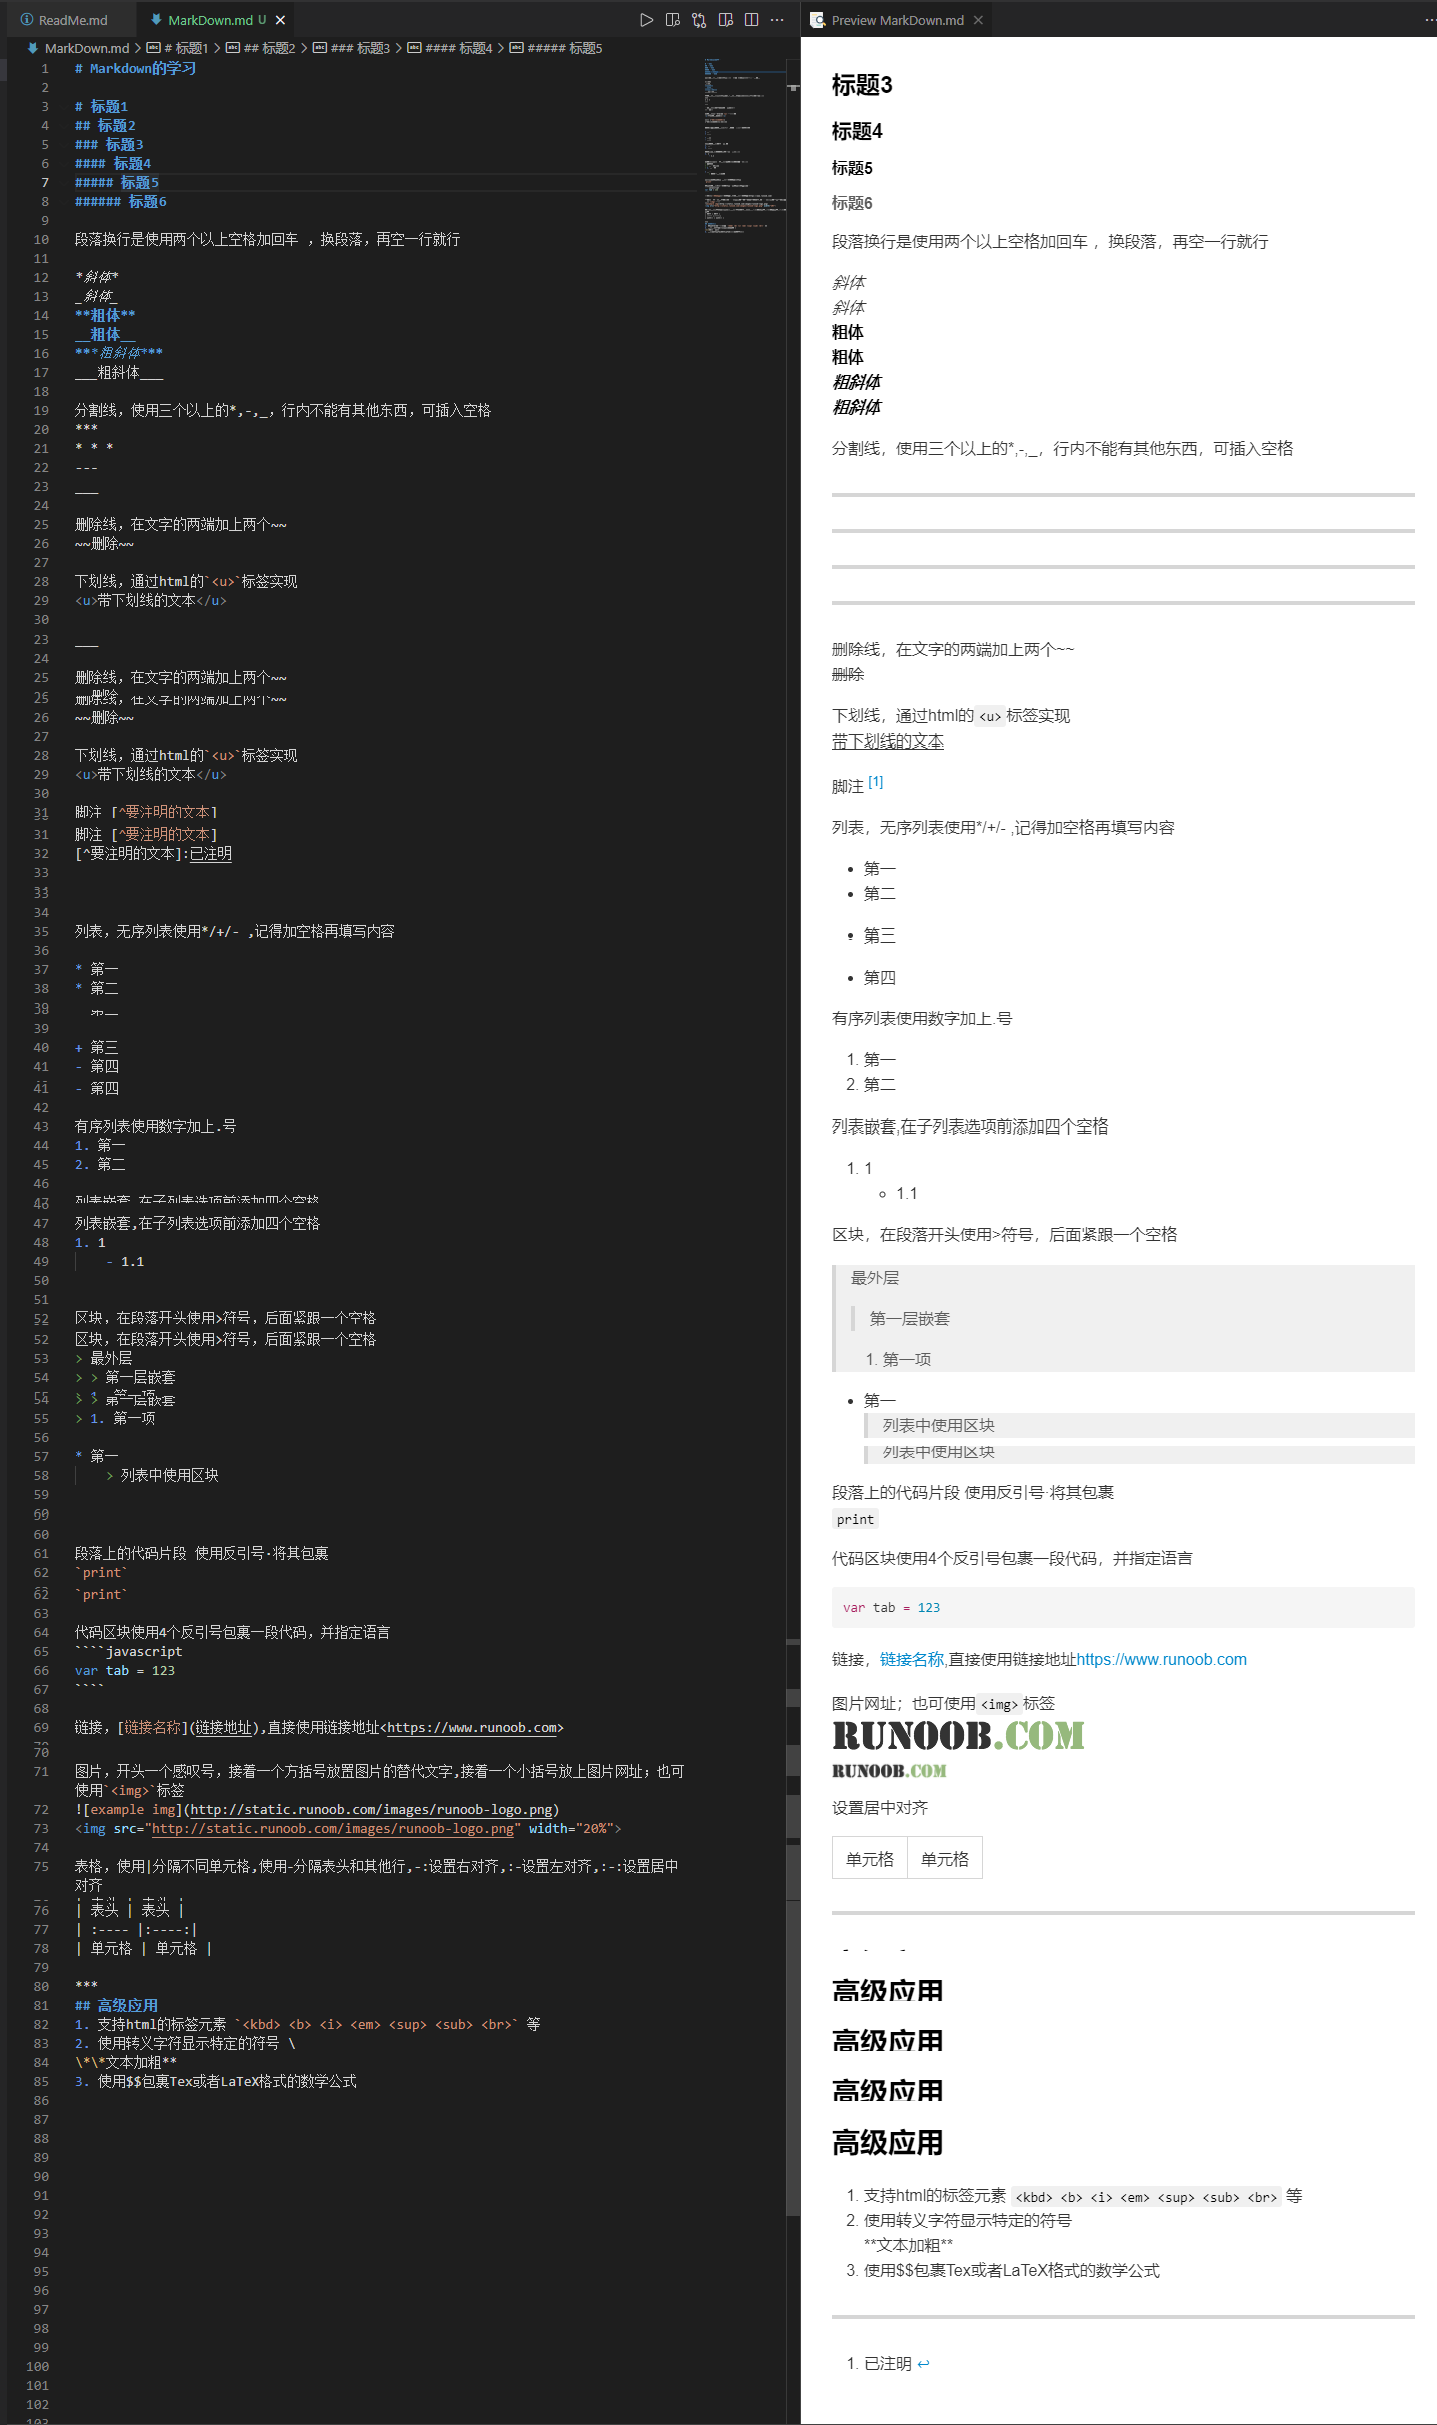 ReadMe.md
MarkDown.md U
MarkDown.md > # 标题1 > ## 标题2 > ### 标题3 > #### 标题4 > ##### 标题5
1 # Markdown的学习
2
3 # 标题1
4 ## 标题2
5 ### 标题3
6 #### 标题4
7 ##### 标题5
8 ###### 标题6
9
10 段落换行是使用两个以上空格加回车 ，换段落，再空一行就行
11
12 *斜体*
13 _斜体_
14 **粗体**
15 __粗体__
16 ***粗斜体***
17 ___粗斜体___
18
19 分割线，使用三个以上的*,-,_，行内不能有其他东西，可插入空格
20 ***
21 * * *
22 ---
23 ___
24
25 删除线，在文字的两端加上两个~~
26 ~~删除~~
27
28 下划线，通过html的`<u>`标签实现
29 <u>带下划线的文本</u>
30
23 ___
24
25 删除线，在文字的两端加上两个~~
25 删除线，在文字的两端加上两个~~
26 ~~删除~~
27
28 下划线，通过html的`<u>`标签实现
29 <u>带下划线的文本</u>
30
31 脚注 [^要注明的文本]
31 脚注 [^要注明的文本]
32 [^要注明的文本]:已注明
33
33
34
35 列表，无序列表使用*/+/- ,记得加空格再填写内容
36
37 * 第一
38 * 第二
38
39
40 + 第三
41 - 第四
41 - 第四
42
43 有序列表使用数字加上.号
44 1. 第一
45 2. 第二
46
47 列表嵌套,在子列表选项前添加四个空格
46
47 列表嵌套,在子列表选项前添加四个空格
48 1. 1
49 - 1.1
50
51
52 区块，在段落开头使用>符号，后面紧跟一个空格
52 区块，在段落开头使用>符号，后面紧跟一个空格
53 > 最外层
54 > > 第一层嵌套
55 > 1. 第一项
54 > > 第一层嵌套
55 > 1. 第一项
56
57 * 第一
58 > 列表中使用区块
59
60
60
61 段落上的代码片段 使用反引号·将其包裹
62 `print`
62 `print`
63
64 代码区块使用4个反引号包裹一段代码，并指定语言
65 ````javascript
66 var tab = 123
67 ````
68
69 链接，[链接名称](链接地址),直接使用链接地址<https://www.runoob.com>
70
71 图片，开头一个感叹号，接着一个方括号放置图片的替代文字,接着一个小括号放上图片网址；也可
使用`<img>`标签
72 ![example img](http://static.runoob.com/images/runoob-logo.png)
73 <img src="http://static.runoob.com/images/runoob-logo.png" width="20%">
74
75 表格，使用|分隔不同单元格,使用-分隔表头和其他行,-:设置右对齐,:-设置左对齐,:-:设置居中
对齐
76 | 表头 | 表头 |
77 | :---- |:----:|
78 | 单元格 | 单元格 |
79
80 ***
81 ## 高级应用
82 1. 支持html的标签元素 `<kbd> <b> <i> <em> <sup> <sub> <br>` 等
83 2. 使用转义字符显示特定的符号 \
84 \*\*文本加粗**
85 3. 使用$$包裹Tex或者LaTeX格式的数学公式
86
87
88
89
90
91
92
93
94
95
96
97
98
99
100
101
102
103
Preview MarkDown.md
标题3
标题4
标题5
标题6
段落换行是使用两个以上空格加回车 ，换段落，再空一行就行
斜体
斜体
粗体
粗体
粗斜体
粗斜体
分割线，使用三个以上的*,-,_，行内不能有其他东西，可插入空格
删除线，在文字的两端加上两个~~
删除
下划线，通过html的 <u> 标签实现
带下划线的文本
脚注 [1]
列表，无序列表使用*/+/- ,记得加空格再填写内容
• 第一
• 第二
• 第三
• 第四
有序列表使用数字加上.号
1. 第一
2. 第二
列表嵌套,在子列表选项前添加四个空格
1. 1
◦ 1.1
区块，在段落开头使用>符号，后面紧跟一个空格
最外层
第一层嵌套
1. 第一项
• 第一
列表中使用区块
列表中使用区块
段落上的代码片段 使用反引号·将其包裹
print
代码区块使用4个反引号包裹一段代码，并指定语言
var tab = 123
链接，链接名称,直接使用链接地址https://www.runoob.com
图片网址；也可使用 <img> 标签
RUNOOB.COM
RUNOOB.COM
设置居中对齐
单元格 单元格
高级应用
高级应用
高级应用
高级应用
1. 支持html的标签元素 <kbd> <b> <i> <em> <sup> <sub> <br> 等
2. 使用转义字符显示特定的符号
**文本加粗**
3. 使用$$包裹Tex或者LaTeX格式的数学公式
1. 已注明 ↩